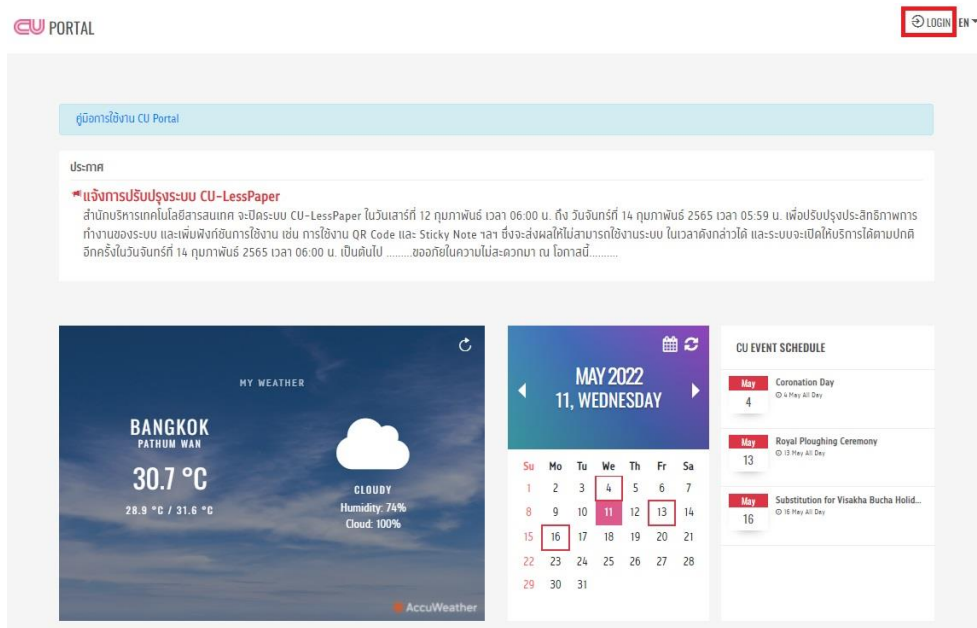 CU PORTAL
LOGIN EN
คู่มือการใช้งาน CU Portal
ประกาศ
แจ้งการปรับปรุงระบบ CU-LessPaper
สำนักบริหารเทคโนโลยีสารสนเทศ จะปิดระบบ CU-LessPaper ในวันเสาร์ที่ 12 กุมภาพันธ์ เวลา 06:00 น. ถึง วันจันทร์ที่ 14 กุมภาพันธ์ 2565 เวลา 05:59 น. เพื่อปรับปรุงประสิทธิภาพการ
ทำงานของระบบ และเพิ่มฟังก์ชันการใช้งาน เช่น การใช้งาน QR Code และ Sticky Note ฯลฯ ซึ่งจะส่งผลให้ไม่สามารถใช้งานระบบ ในเวลาดังกล่าวได้ และระบบจะเปิดให้บริการได้ตามปกติ
อีกครั้งในวันจันทร์ที่ 14 กุมภาพันธ์ 2565 เวลา 06:00 น. เป็นต้นไป .........ขออภัยในความไม่สะดวกมา ณ โอกาสนี้..........
MY WEATHER
BANGKOK
PATHUM WAN
30.7 °C
28.9 °C / 31.6 °C
CLOUDY
Humidity: 74%
Cloud: 100%
AccuWeather
MAY 2022
11, WEDNESDAY
Su Mo Tu We Th Fr Sa
1 2 3 4 5 6 7
8 9 10 11 12 13 14
15 16 17 18 19 20 21
22 23 24 25 26 27 28
29 30 31
CU EVENT SCHEDULE
May
4
Coronation Day
4 May All Day
May
13
Royal Ploughing Ceremony
13 May All Day
May
16
Substitution for Visakha Bucha Holid...
16 May All Day